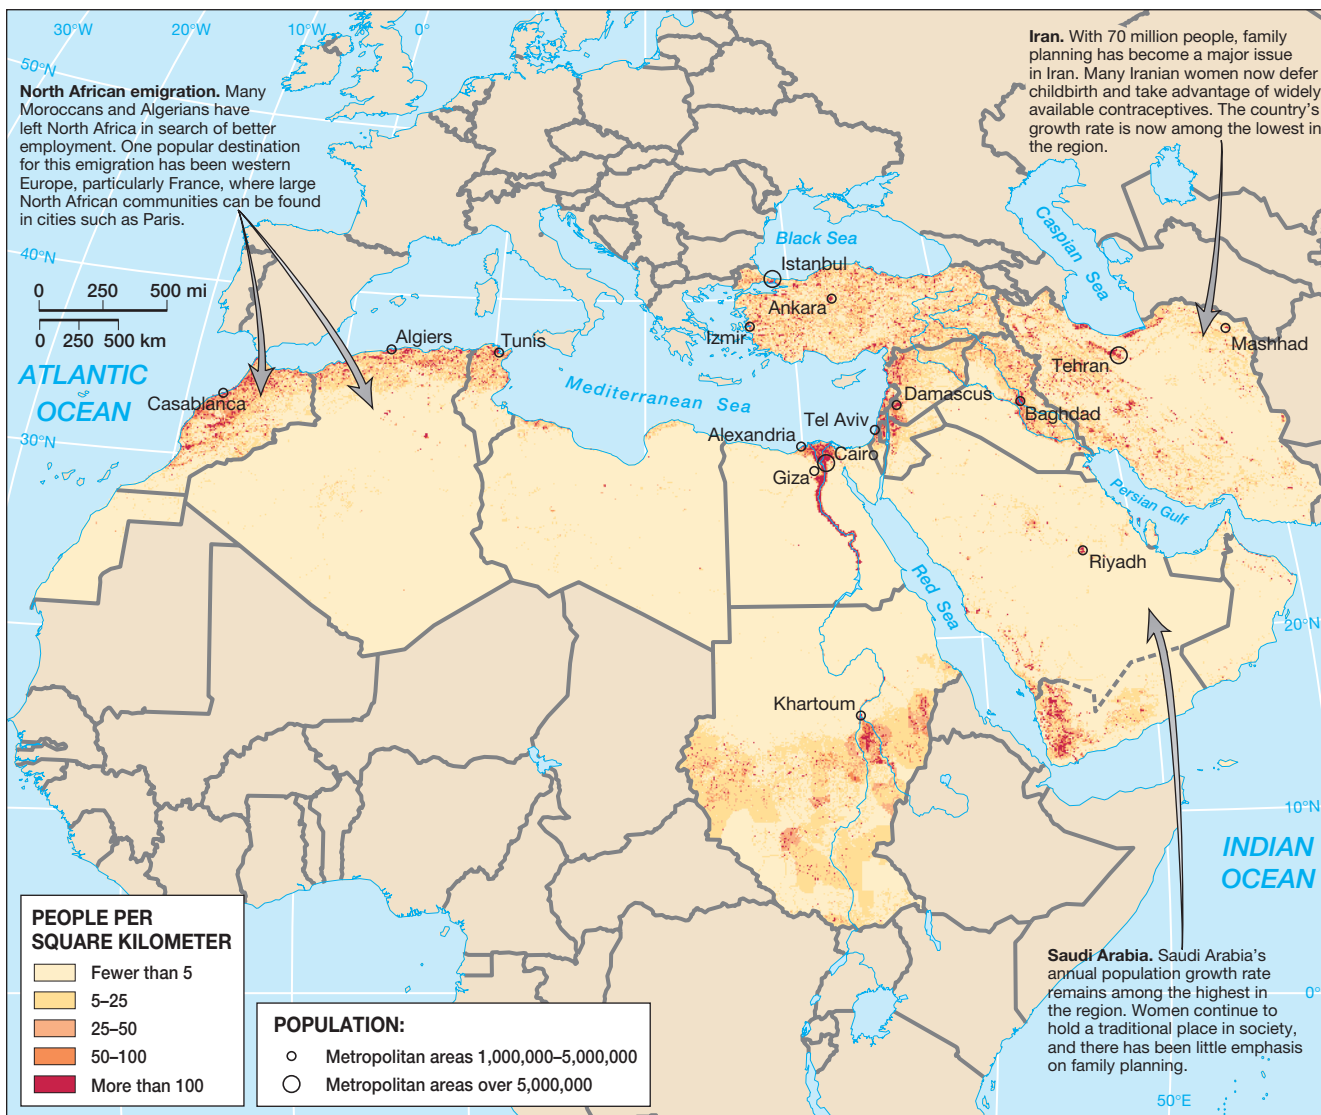 30°W
20°W
10°W
0°
50°N
North African emigration. Many
Moroccans and Algerians have
left North Africa in search of better
employment. One popular destination
for this emigration has been western
Europe, particularly France, where large
North African communities can be found
in cities such as Paris.
Iran. With 70 million people, family
planning has become a major issue
in Iran. Many Iranian women now defer
childbirth and take advantage of widely
available contraceptives. The country's
growth rate is now among the lowest in
the region.
40°N
0 250 500 mi
0 250 500 km
Black Sea
Caspian Sea
Istanbul
Ankara
Izmir
Mashhad
Tehran
Algiers
Tunis
ATLANTIC
OCEAN
Casablanca
Mediterranean Sea
Damascus
Baghdad
Tel Aviv
Alexandria
Cairo
Giza
30°N
Persian Gulf
Riyadh
Red Sea
20°N
Khartoum
10°N
INDIAN
OCEAN
PEOPLE PER
SQUARE KILOMETER
Fewer than 5
5–25
25–50
50–100
More than 100
POPULATION:
Metropolitan areas 1,000,000–5,000,000
Metropolitan areas over 5,000,000
Saudi Arabia. Saudi Arabia's
annual population growth rate
remains among the highest in
the region. Women continue to
hold a traditional place in society,
and there has been little emphasis
on family planning.
0°
50°E